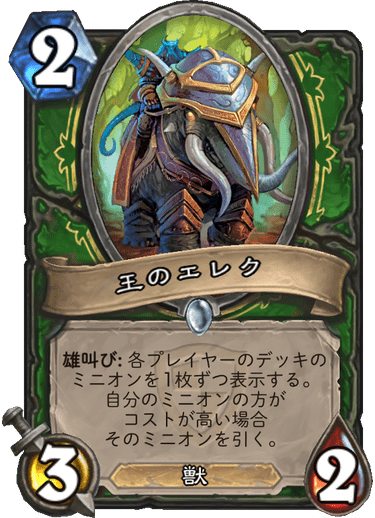 2
王のエレク
雄叫び: 各プレイヤーのデッキの
ミニオンを1枚ずつ表示する。
自分のミニオンの方が
コストが高い場合
そのミニオンを引く。
3
獣
2